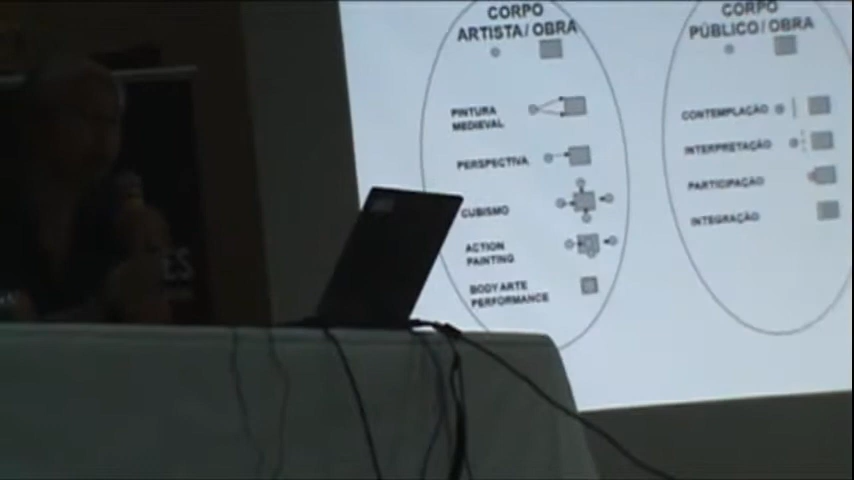 CORPO
ARTISTA/OBRA
PINTURA
MEDIEVAL
PERSPECTIVA
CUBISMO
ACTION
PAINTING
BODY ARTE
PERFORMANCE
CORPO
PÚBLICO/OBRA
CONTEMPLAÇÃO
INTERPRETAÇÃO
PARTICIPAÇÃO
INTEGRAÇÃO